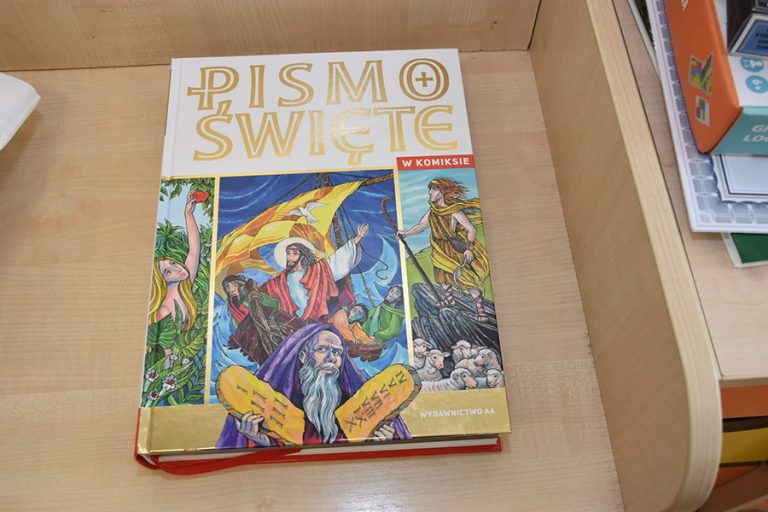 PISMO
ŚWIĘTE
W KOMIKSIE
WYDAWNICTWO AA